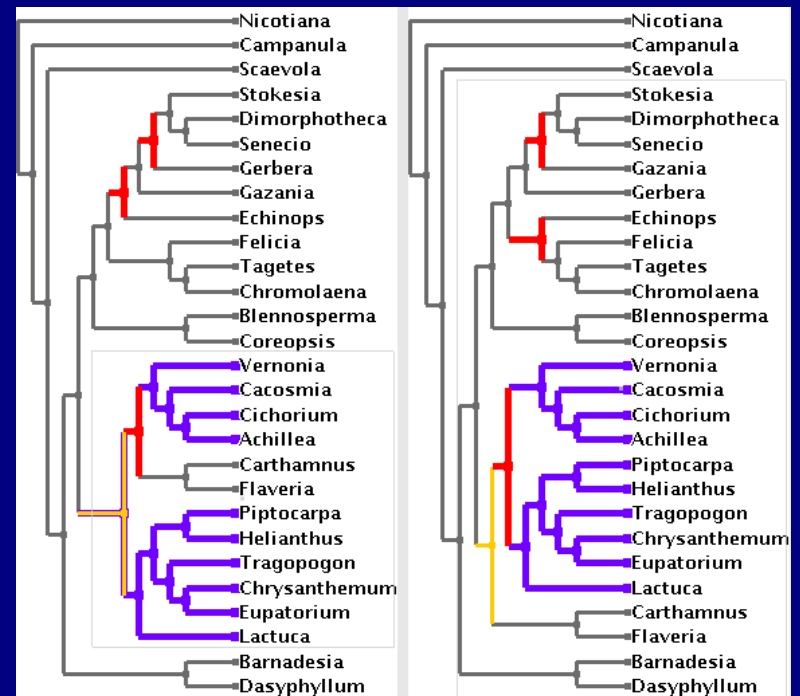 Nicotiana
Campanula
Scaevola
Stokesia
Dimorphotheca
Senecio
Gerbera
Gazania
Echinops
Felicia
Tagetes
Chromolaena
Blennosperma
Coreopsis
Vernonia
Cacosmia
Cichorium
Achillea
Carthamnus
Flaveria
Piptocarpa
Helianthus
Tragopogon
Chrysanthemum
Eupatorium
Lactuca
Barnadesia
Dasyphyllum
Nicotiana
Campanula
Scaevola
Stokesia
Dimorphotheca
Senecio
Gazania
Gerbera
Echinops
Felicia
Tagetes
Chromolaena
Blennosperma
Coreopsis
Vernonia
Cacosmia
Cichorium
Achillea
Piptocarpa
Helianthus
Tragopogon
Chrysanthemum
Eupatorium
Lactuca
Carthamnus
Flaveria
Barnadesia
Dasyphyllum